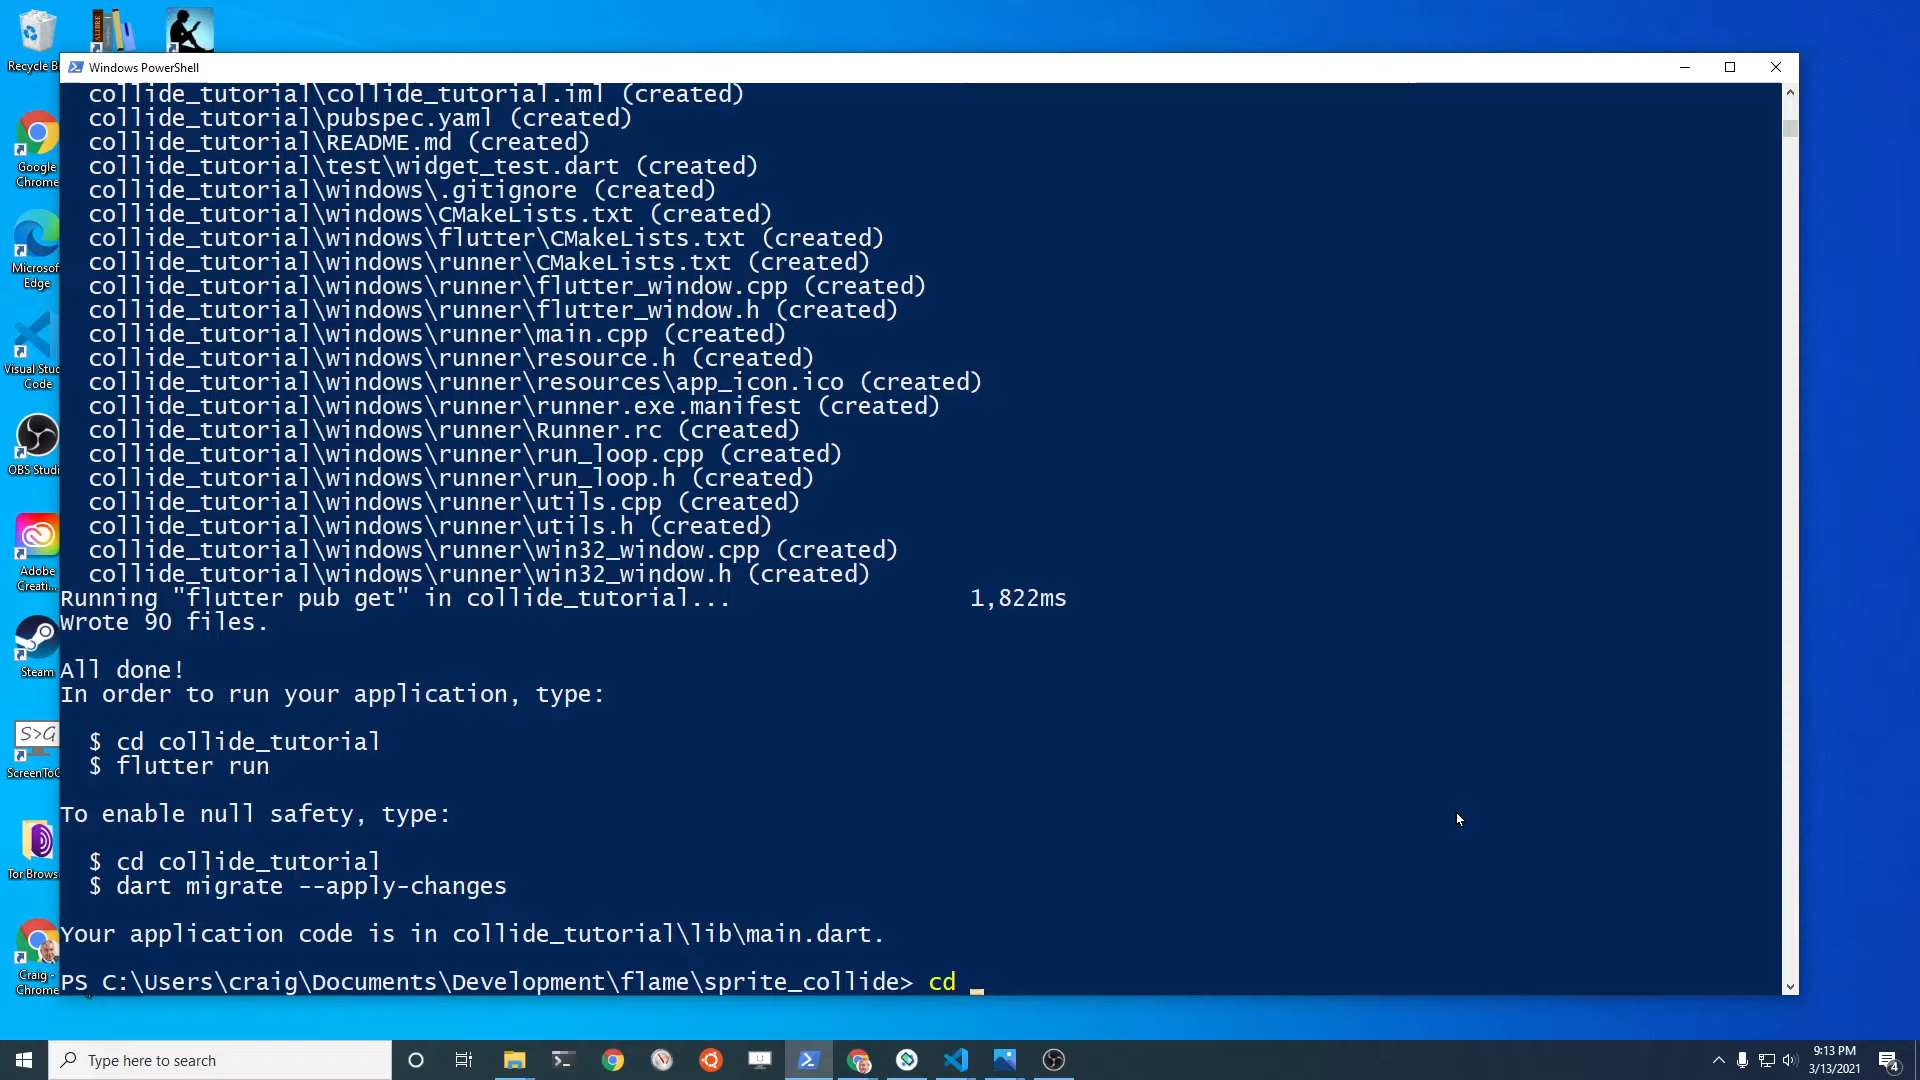 Recycle B
Windows PowerShell
collide_tutorial\collide_tutorial.iml (created)
collide_tutorial\pubspec.yaml (created)
collide_tutorial\README.md (created)
collide_tutorial\test\widget_test.dart (created)
collide_tutorial\windows\.gitignore (created)
collide_tutorial\windows\CMakeLists.txt (created)
collide_tutorial\windows\flutter\CMakeLists.txt (created)
collide_tutorial\windows\runner\CMakeLists.txt (created)
collide_tutorial\windows\runner\flutter_window.cpp (created)
collide_tutorial\windows\runner\flutter_window.h (created)
collide_tutorial\windows\runner\main.cpp (created)
collide_tutorial\windows\runner\resource.h (created)
collide_tutorial\windows\runner\resources\app_icon.ico (created)
collide_tutorial\windows\runner\runner.exe.manifest (created)
collide_tutorial\windows\runner\Runner.rc (created)
collide_tutorial\windows\runner\run_loop.cpp (created)
collide_tutorial\windows\runner\run_loop.h (created)
collide_tutorial\windows\runner\utils.cpp (created)
collide_tutorial\windows\runner\utils.h (created)
collide_tutorial\windows\runner\win32_window.cpp (created)
collide_tutorial\windows\runner\win32_window.h (created)
Running "flutter pub get" in collide_tutorial... 1,822ms
Wrote 90 files.
All done!
In order to run your application, type:
$ cd collide_tutorial
$ flutter run
To enable null safety, type:
$ cd collide_tutorial
$ dart migrate --apply-changes
Your application code is in collide_tutorial\lib\main.dart.
PS C:\Users\craig\Documents\Development\flame\sprite_collide> cd _
Google
Chrome
Microsof
Edge
Visual Stud
Code
OBS Studi
Adobe
Creati...
Steam
S>G
ScreenToG
Tor Brows
Craig -
Chrome
Type here to search
9:13 PM
3/13/2021
4